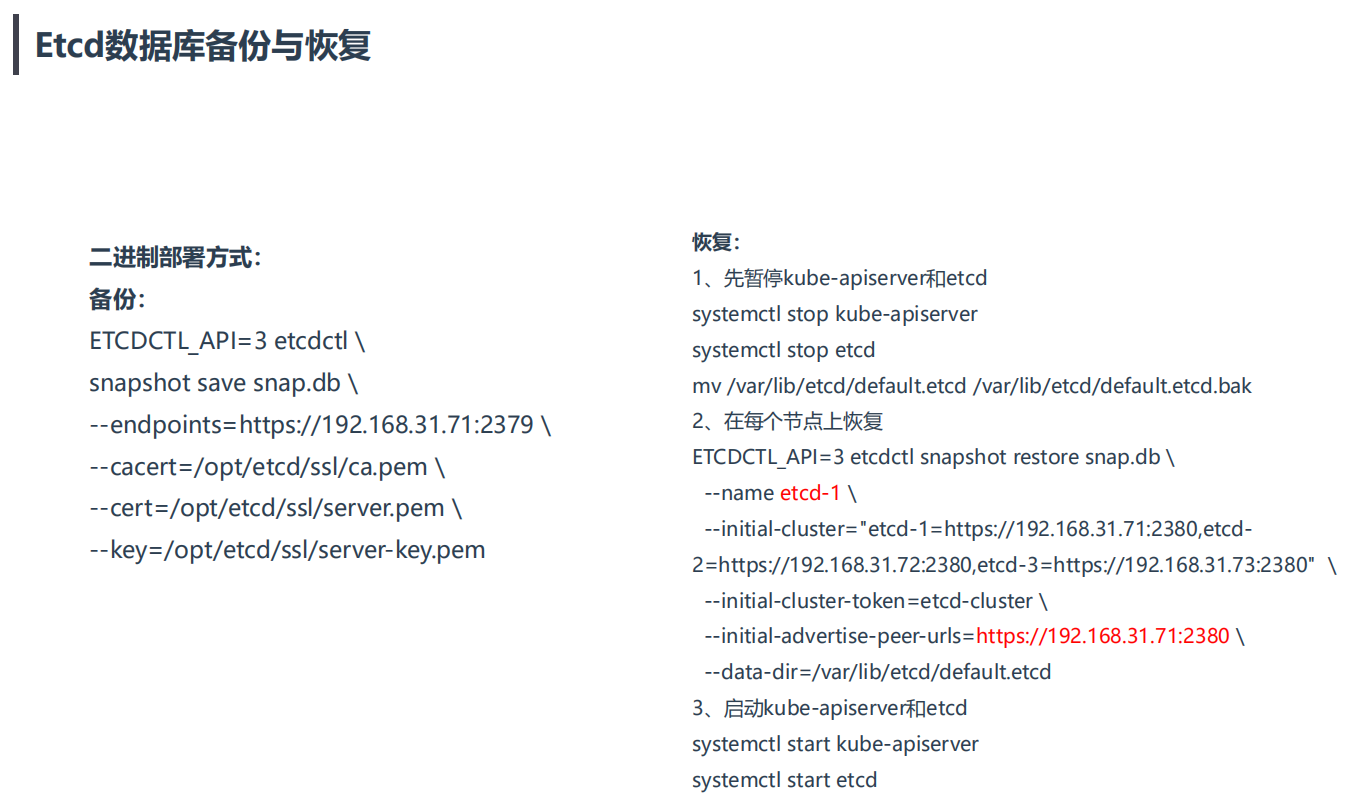 Etcd数据库备份与恢复
二进制部署方式：
备份：
ETCDCTL_API=3 etcdctl \
snapshot save snap.db \
--endpoints=https://192.168.31.71:2379 \
--cacert=/opt/etcd/ssl/ca.pem \
--cert=/opt/etcd/ssl/server.pem \
--key=/opt/etcd/ssl/server-key.pem
恢复：
1、先暂停kube-apiserver和etcd
systemctl stop kube-apiserver
systemctl stop etcd
mv /var/lib/etcd/default.etcd /var/lib/etcd/default.etcd.bak
2、在每个节点上恢复
ETCDCTL_API=3 etcdctl snapshot restore snap.db \
--name etcd-1 \
--initial-cluster="etcd-1=https://192.168.31.71:2380,etcd-
2=https://192.168.31.72:2380,etcd-3=https://192.168.31.73:2380" \
--initial-cluster-token=etcd-cluster \
--initial-advertise-peer-urls=https://192.168.31.71:2380 \
--data-dir=/var/lib/etcd/default.etcd
3、启动kube-apiserver和etcd
systemctl start kube-apiserver
systemctl start etcd